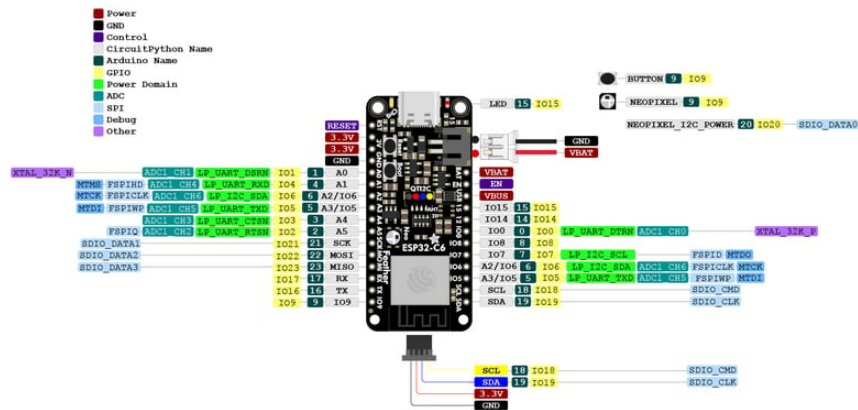 Power
GND
Control
CircuitPython Name
Arduino Name
GPIO
Power Domain
ADC
SPI
Debug
Other
BUTTON 9 IO9
NEOPIXEL 9 IO9
NEOPIXEL_I2C_POWER 20 IO20 SDIO_DATA0
LED 15 IO15
GND
VBAT
RESET
3.3V
3.3V
GND
XTAL_32K_N ADC1_CH1 LP_UART_DSRN IO1 1 A0
MTMS FSPIHD ADC1_CH4 LP_UART_RXD IO4 4 A1
MTCK FSPICLK ADC1_CH6 LP_I2C_SDA IO6 6 A2/IO6
MTDI FSPIWP ADC1_CH5 LP_UART_TXD IO5 5 A3/IO5
ADC1_CH3 LP_UART_CTSN IO3 3 A4
FSPIQ ADC1_CH2 LP_UART_RTSN IO2 2 A5
SDIO_DATA1 IO21 21 SCK
SDIO_DATA2 IO22 22 MOSI
SDIO_DATA3 IO23 23 MISO
IO17 17 RX
IO16 16 TX
IO9 9 IO9
VBAT
EN
VBUS
15 IO15
IO14 14 IO14
IO0 0 IO0 LP_UART_DTRN ADC1_CH0 XTAL_32K_P
IO8 8 IO8
IO7 7 IO7 LP_I2C_SCL FSPID MTDO
A2/IO6 6 IO6 LP_I2C_SDA ADC1_CH6 FSPICLK MTCK
A3/IO5 5 IO5 LP_UART_TXD ADC1_CH5 FSPIWP MTDI
SCL 18 IO18 SDIO_CMD
SDA 19 IO19 SDIO_CLK
ESP32-C6
Feather
SCL 18 IO18 SDIO_CMD
SDA 19 IO19 SDIO_CLK
3.3V
GND